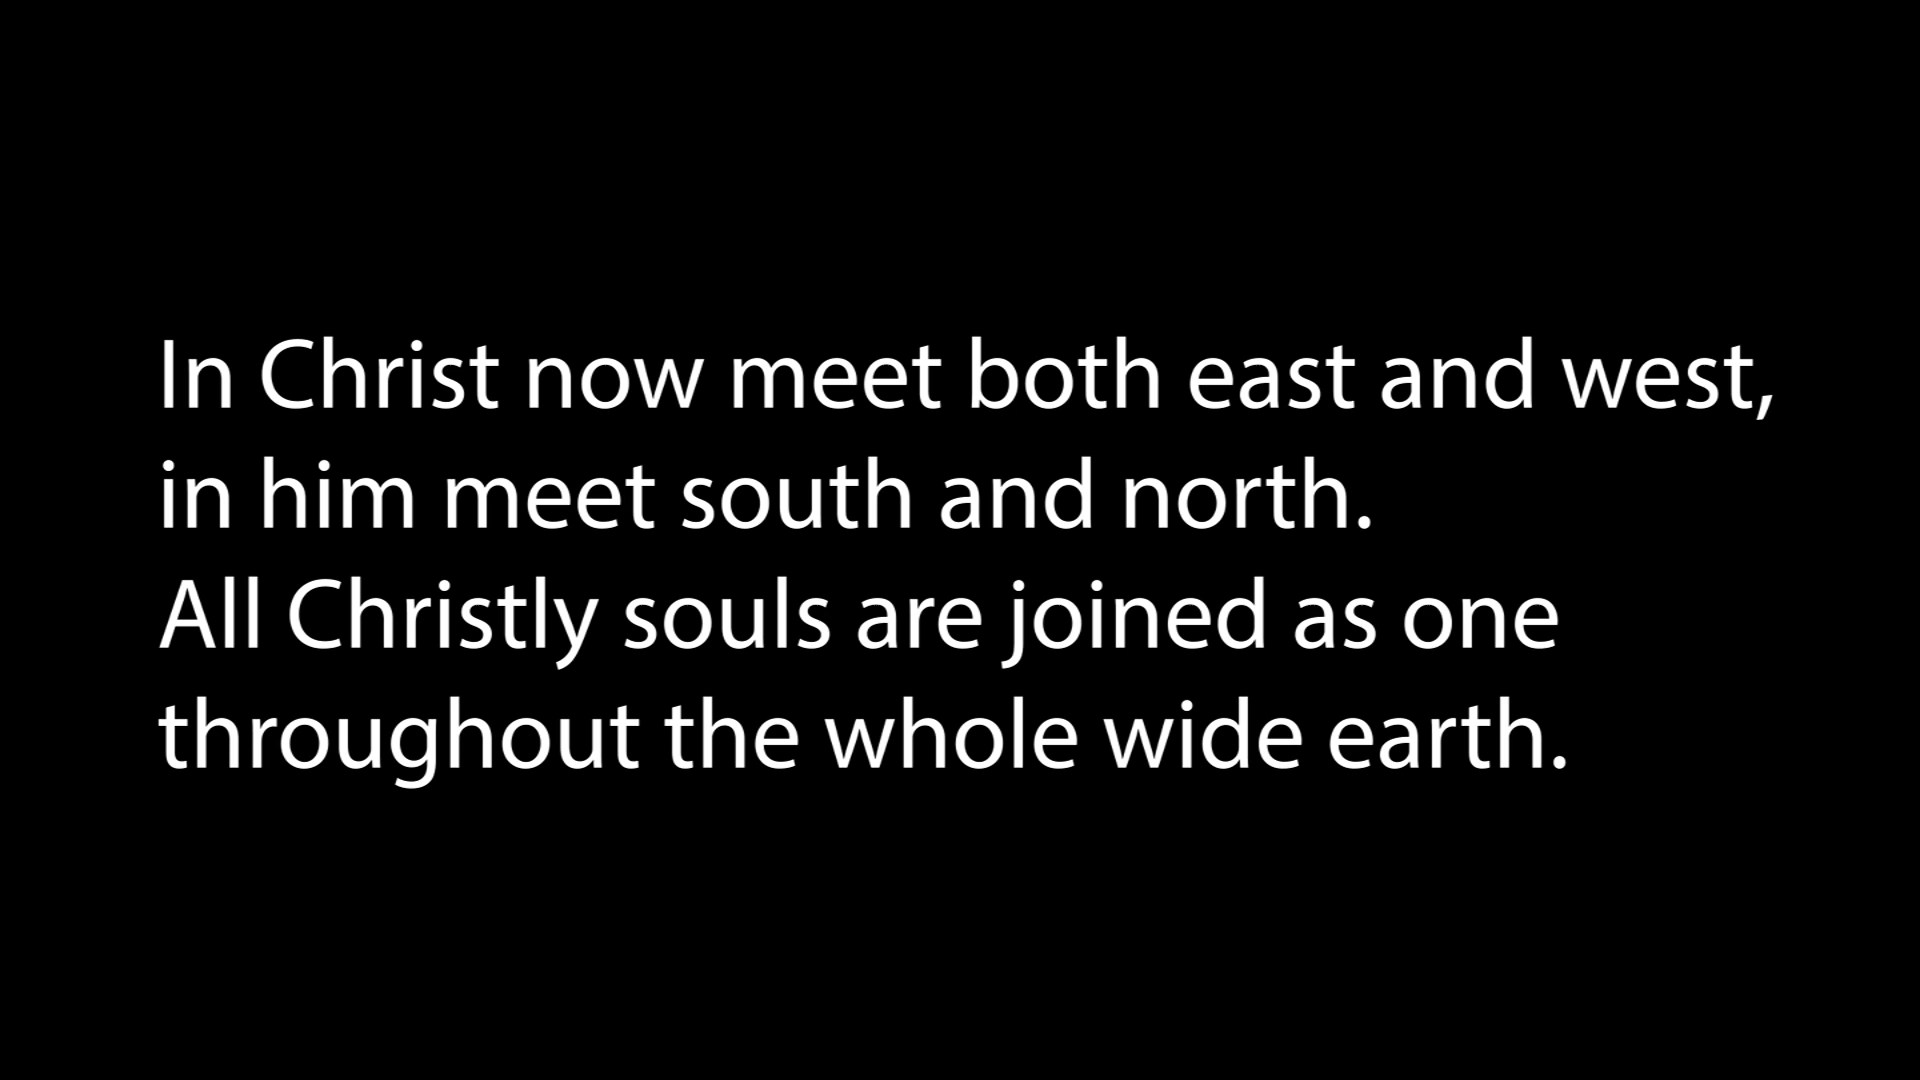 In Christ now meet both east and west,
in him meet south and north.
All Christly souls are joined as one
throughout the whole wide earth.